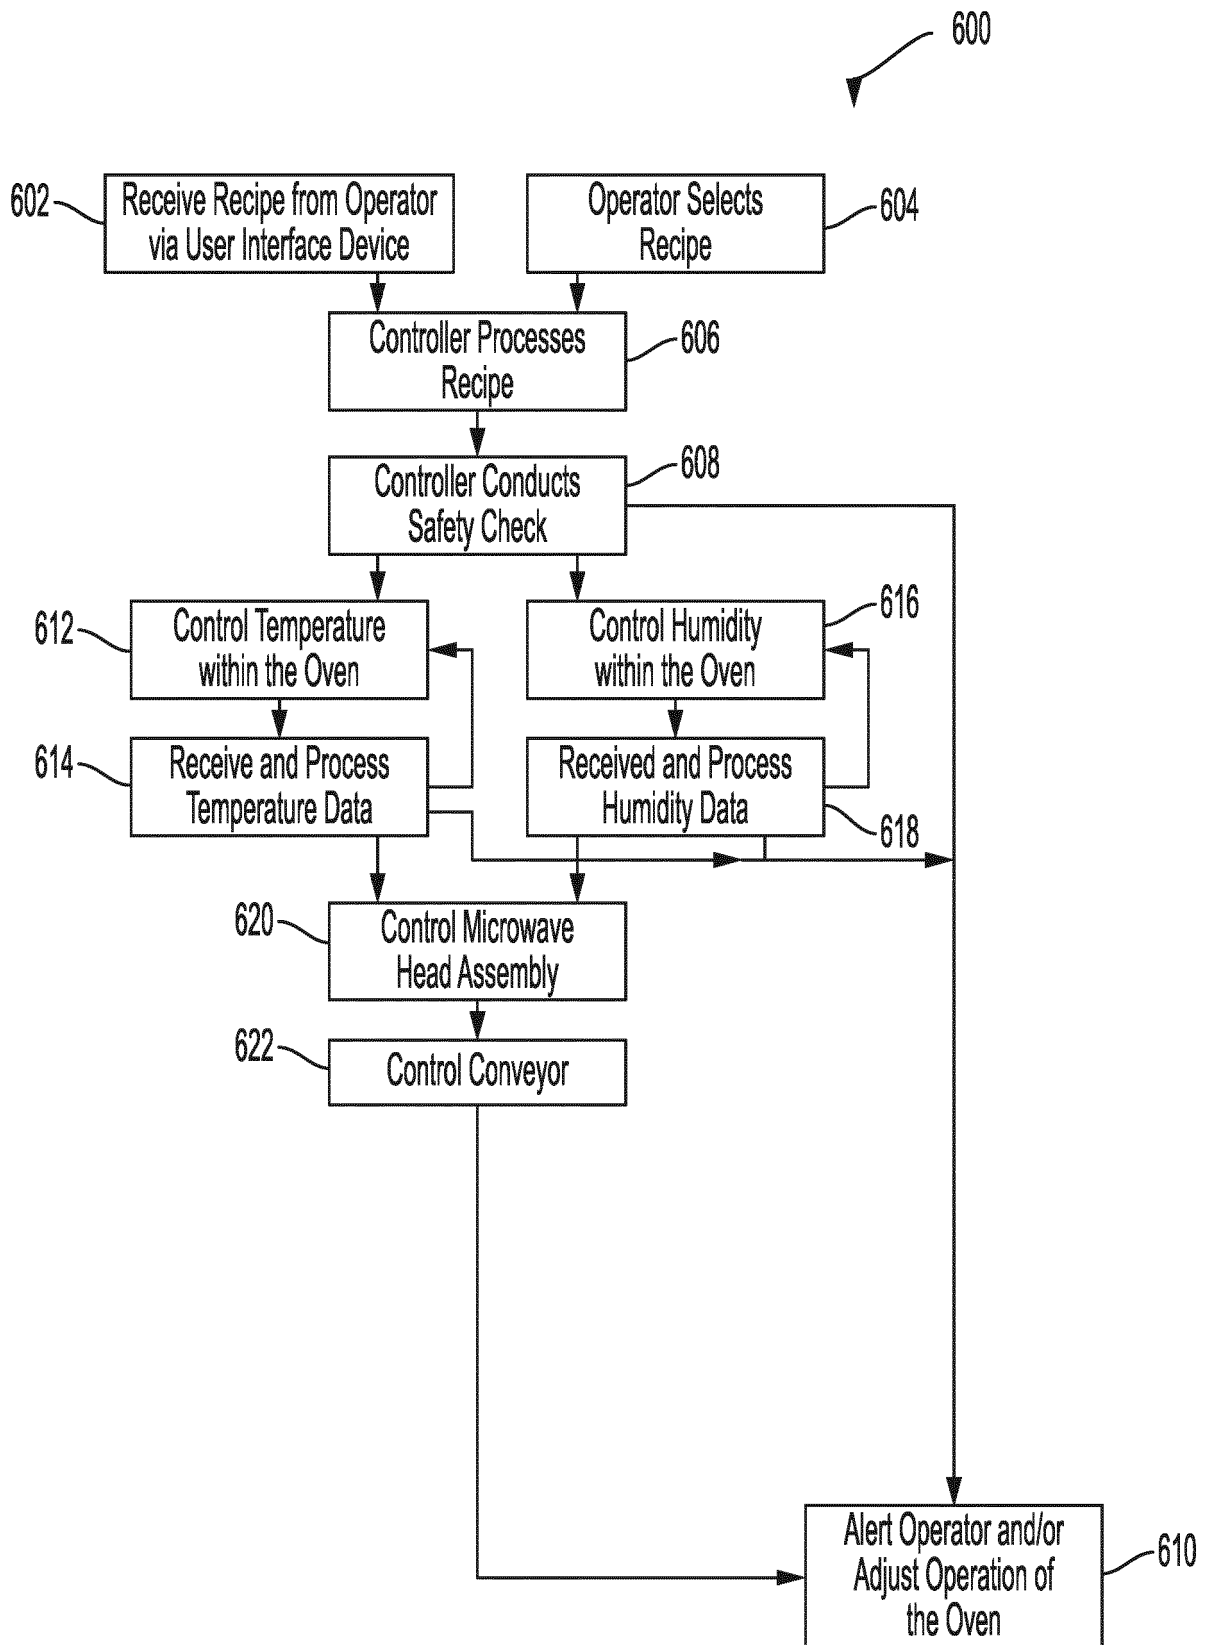 600
602
Receive Recipe from Operator
via User Interface Device
Operator Selects
Recipe
604
Controller Processes
Recipe
606
Controller Conducts
Safety Check
608
612
Control Temperature
within the Oven
Control Humidity
within the Oven
616
614
Receive and Process
Temperature Data
Received and Process
Humidity Data
618
620
Control Microwave
Head Assembly
622
Control Conveyor
Alert Operator and/or
Adjust Operation of
the Oven
610